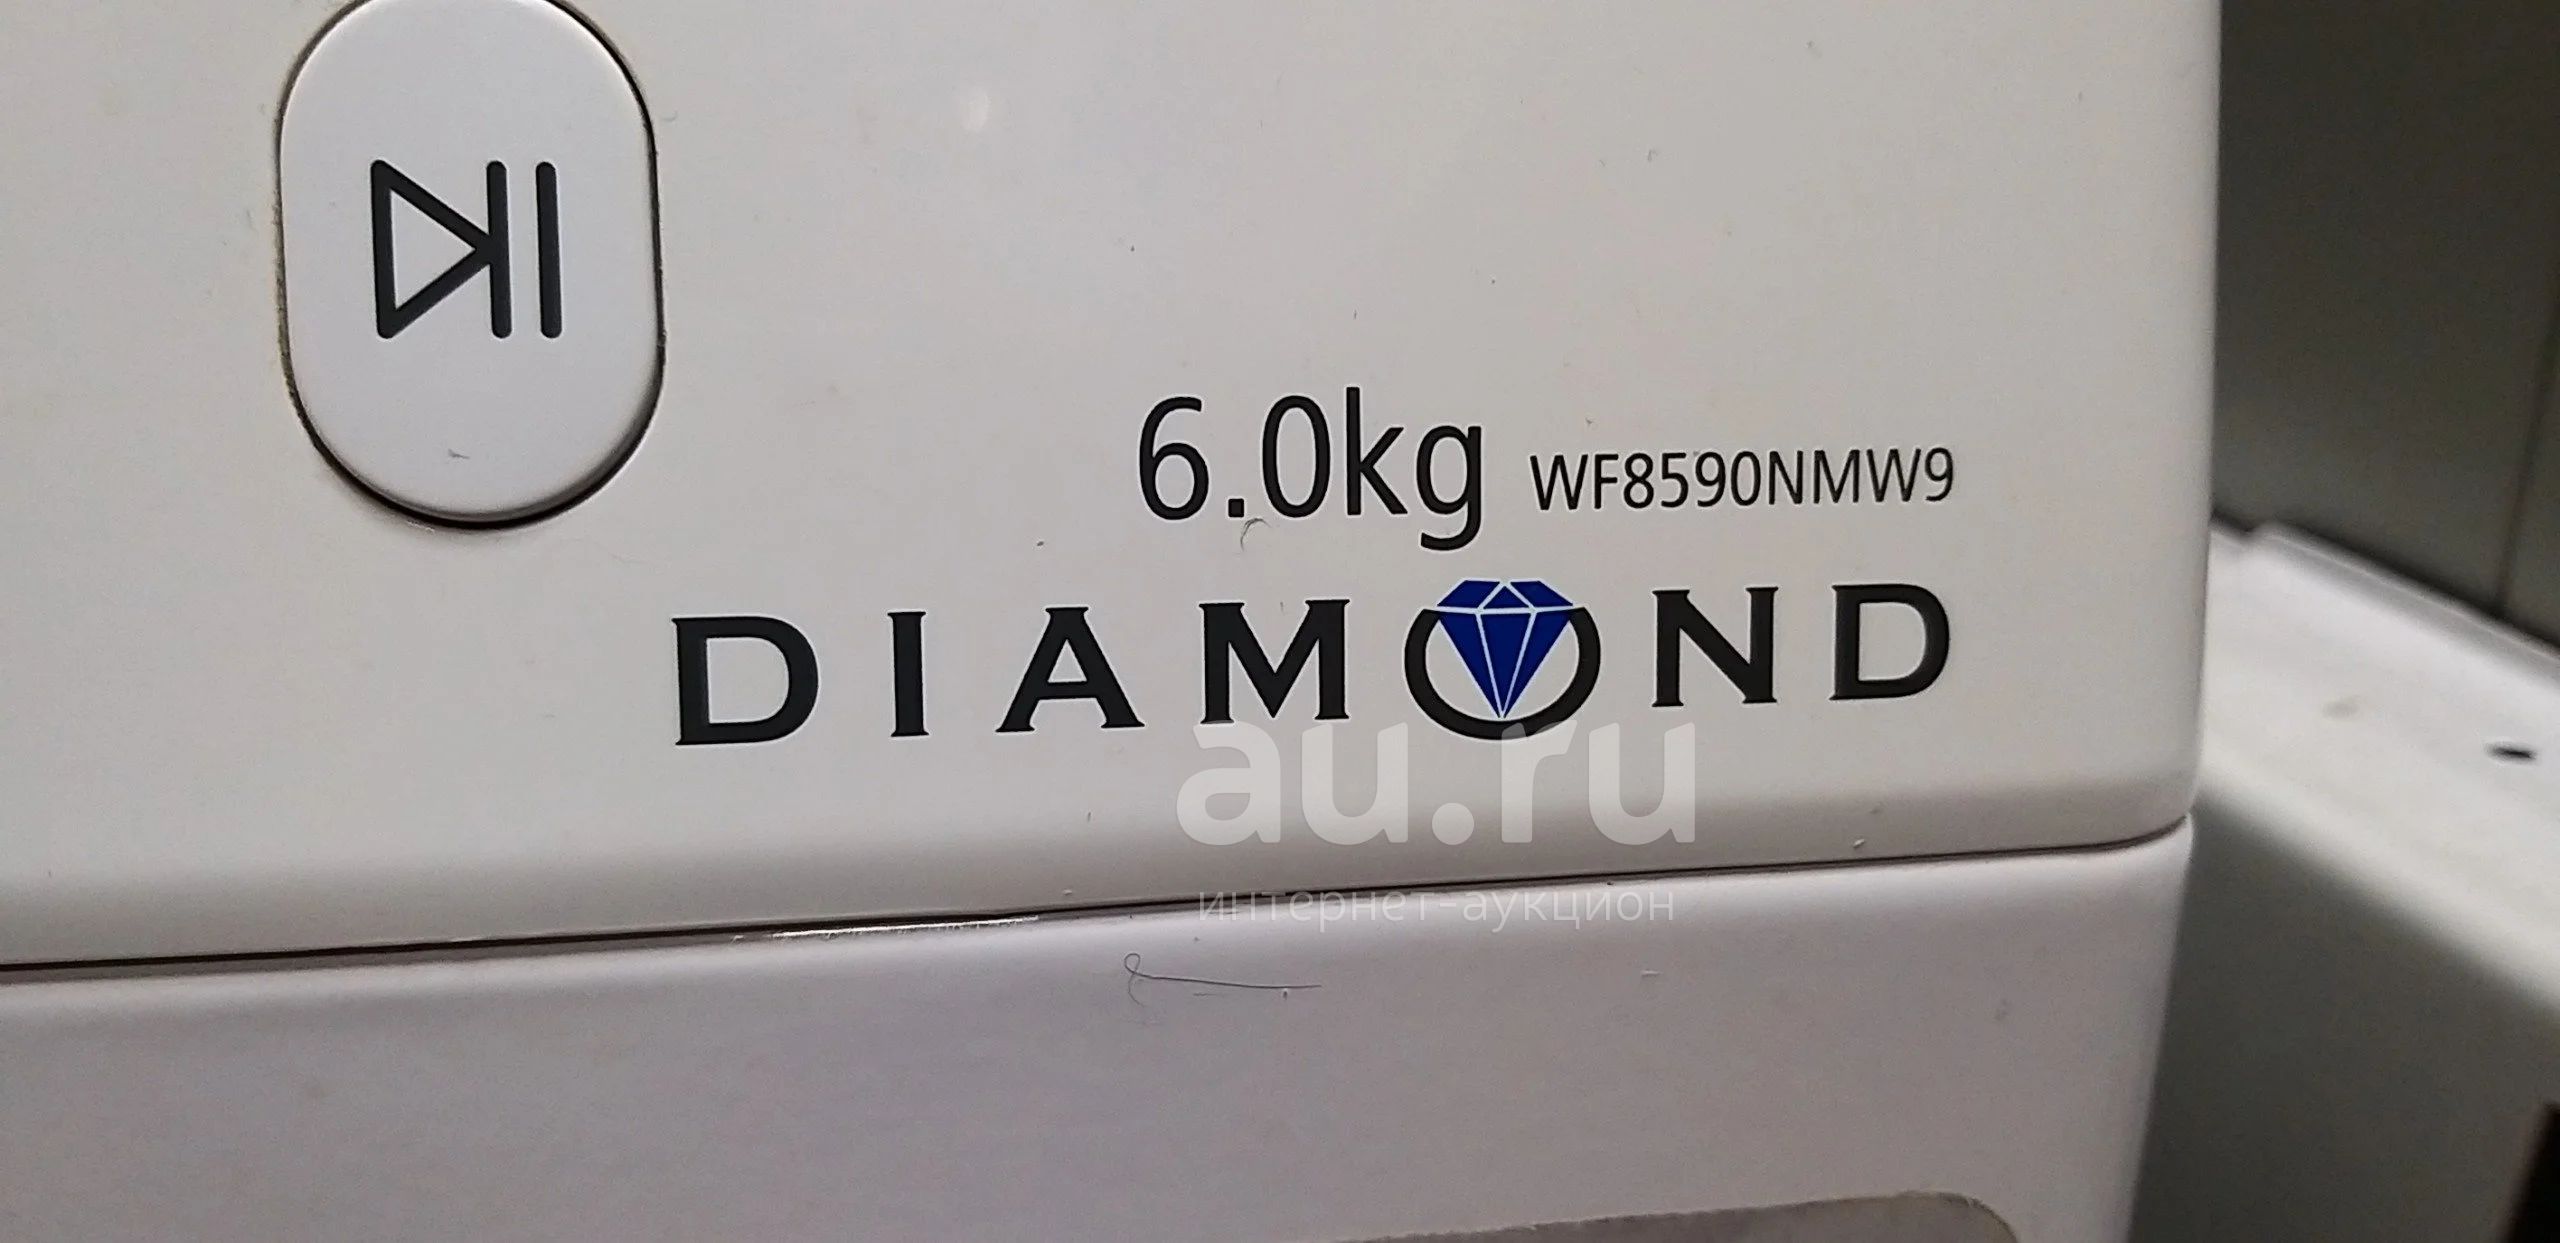 6.0kg WF8590NMW9
DIAMOND
au.ru
интернет-аукцион